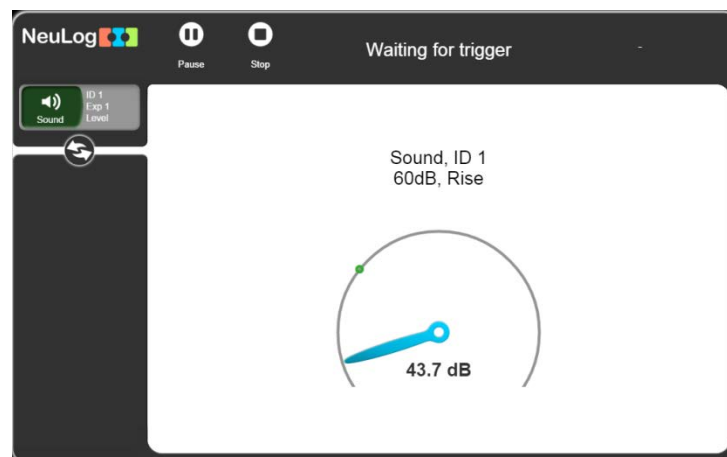 NeuLog
Pause
Stop
Waiting for trigger
-
Sound
ID 1
Exp 1
Level
Sound, ID 1
60dB, Rise
43.7 dB